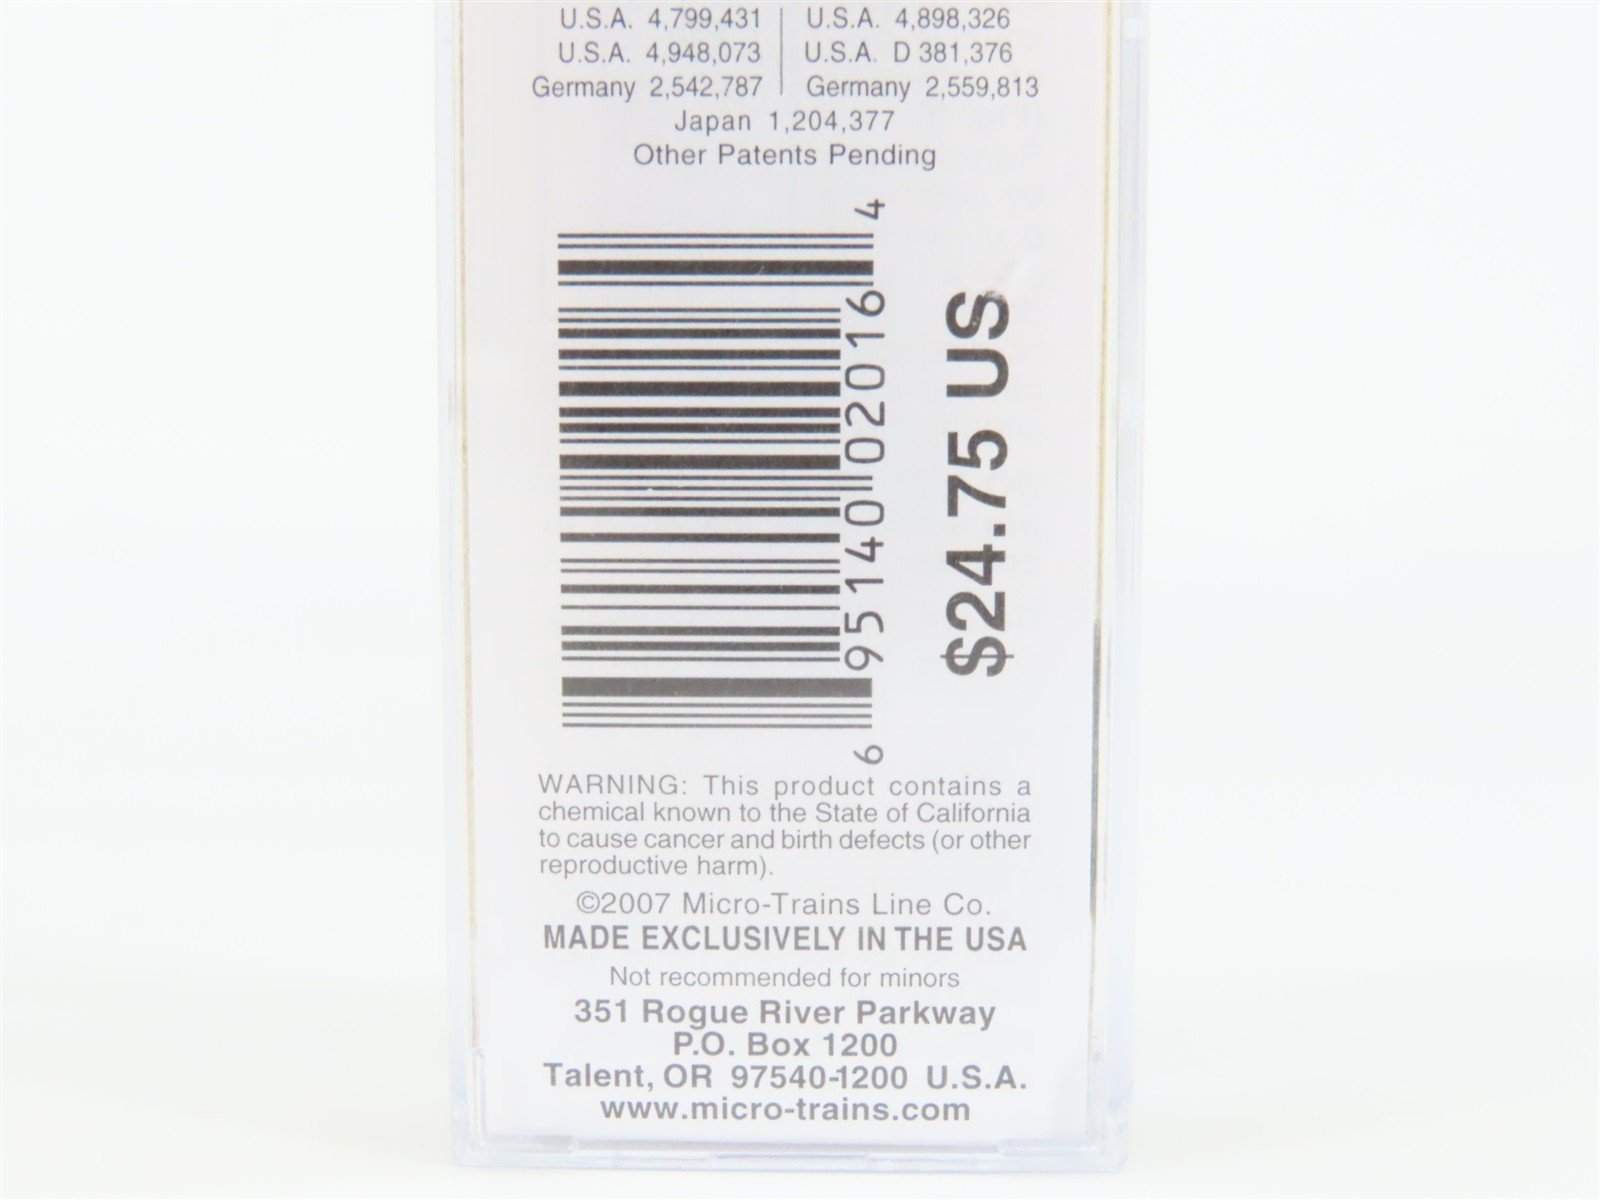 U.S.A. 4,799,431 | U.S.A. 4,898,326
U.S.A. 4,948,073 | U.S.A. D 381,376
Germany 2,542,787 | Germany 2,559,813
Japan 1,204,377
Other Patents Pending
6 95140 02016 4
$24.75 US
WARNING: This product contains a
chemical known to the State of California
to cause cancer and birth defects (or other
reproductive harm).
©2007 Micro-Trains Line Co.
MADE EXCLUSIVELY IN THE USA
Not recommended for minors
351 Rogue River Parkway
P.O. Box 1200
Talent, OR 97540-1200 U.S.A.
www.micro-trains.com